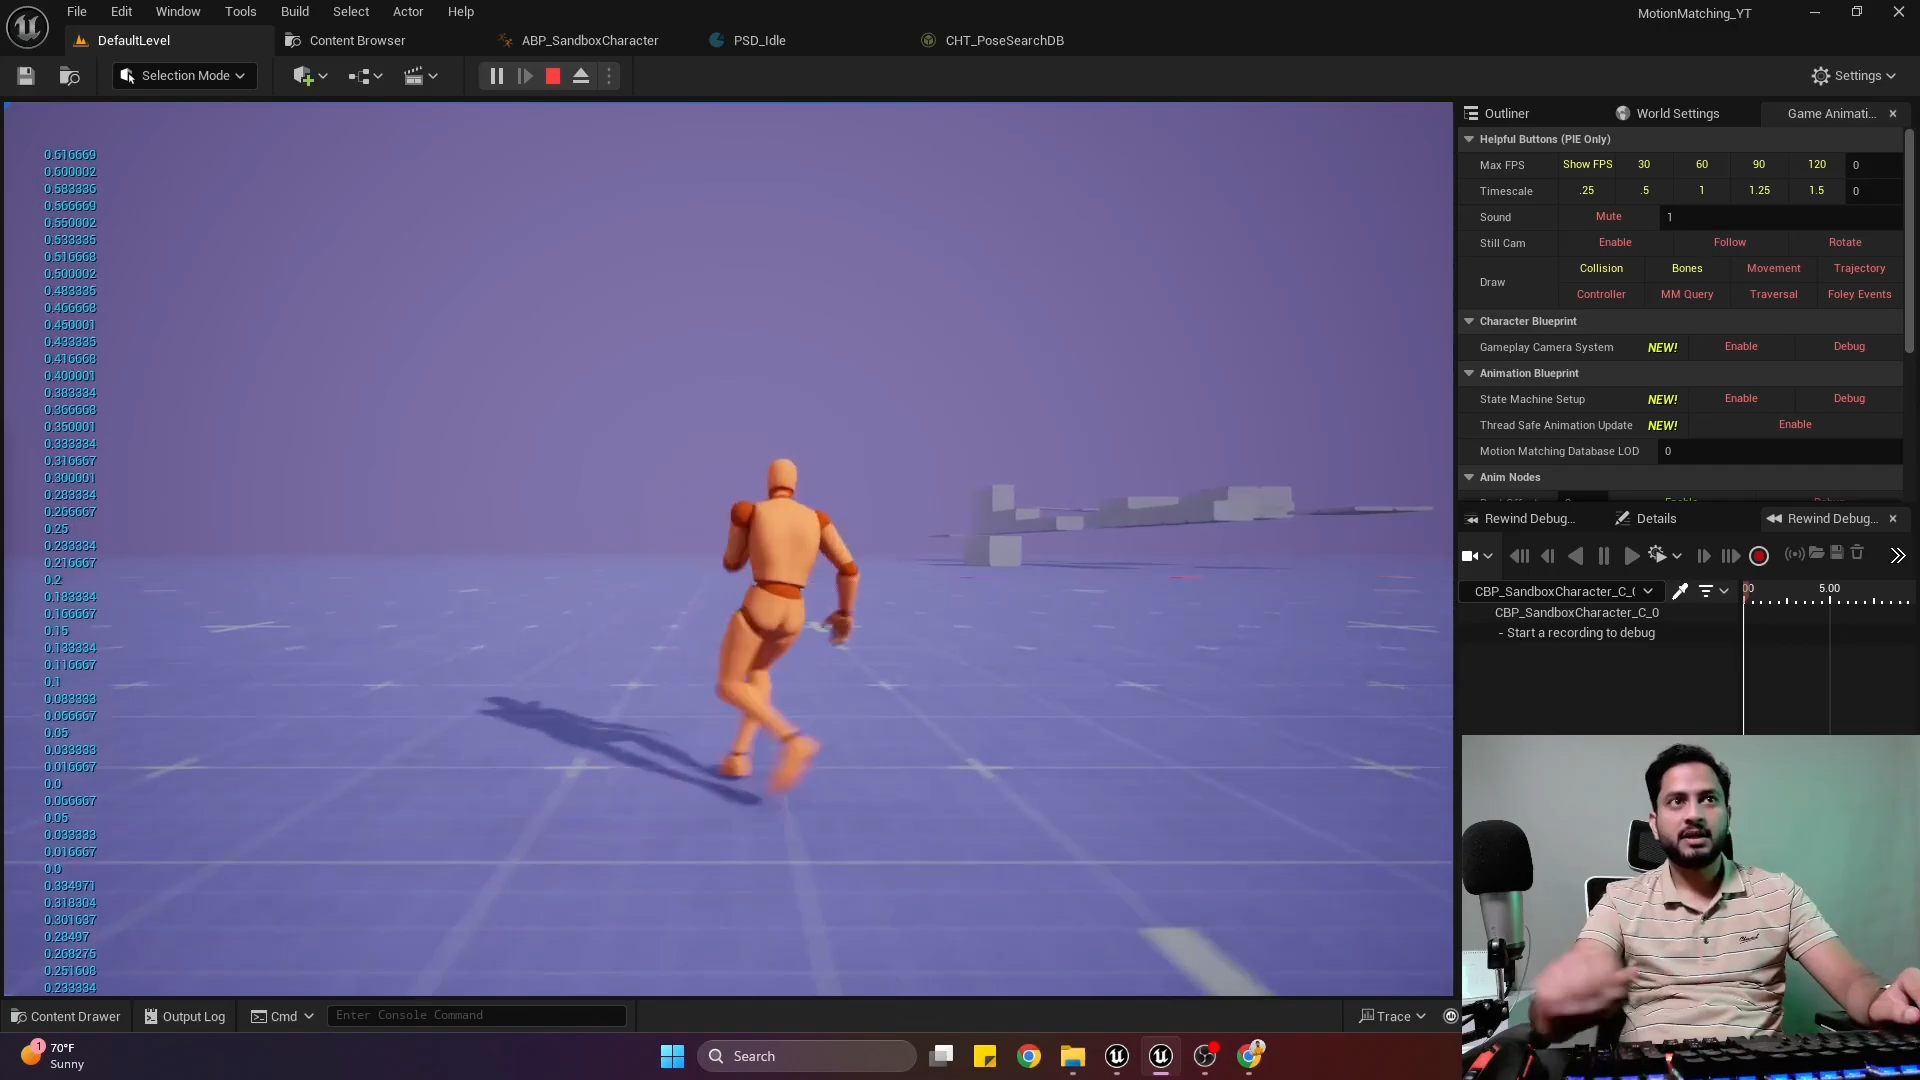 File Edit Window Tools Build Select Actor Help
MotionMatching_YT
DefaultLevel
Content Browser
ABP_SandboxCharacter
PSD_Idle
CHT_PoseSearchDB
Selection Mode
Settings
0.616669
0.600002
0.583336
0.566669
0.550002
0.533335
0.516668
0.500002
0.483335
0.466668
0.450001
0.433335
0.416668
0.400001
0.383334
0.366668
0.350001
0.333334
0.316667
0.300001
0.283334
0.266667
0.25
0.233334
0.216667
0.2
0.183334
0.166667
0.15
0.133334
0.116667
0.1
0.083333
0.066667
0.05
0.033333
0.016667
0.0
0.066667
0.05
0.033333
0.016667
0.0
0.334971
0.318304
0.301637
0.28497
0.268275
0.251608
0.233334
Outliner
World Settings
Game Animati...
Helpful Buttons (PIE Only)
Max FPS Show FPS 30 60 90 120 0
Timescale .25 .5 1 1.25 1.5 0
Sound Mute 1
Still Cam Enable Follow Rotate
Draw Collision Bones Movement Trajectory
Controller MM Query Traversal Foley Events
Character Blueprint
Gameplay Camera System NEW! Enable Debug
Animation Blueprint
State Machine Setup NEW! Enable Debug
Thread Safe Animation Update NEW! Enable
Motion Matching Database LOD 0
Anim Nodes
Rewind Debug...
Details
Rewind Debug...
CBP_SandboxCharacter_C_(
5.00
CBP_SandboxCharacter_C_0
- Start a recording to debug
Content Drawer
Output Log
Cmd
Enter Console Command
Trace
1
70°F
Sunny
Search